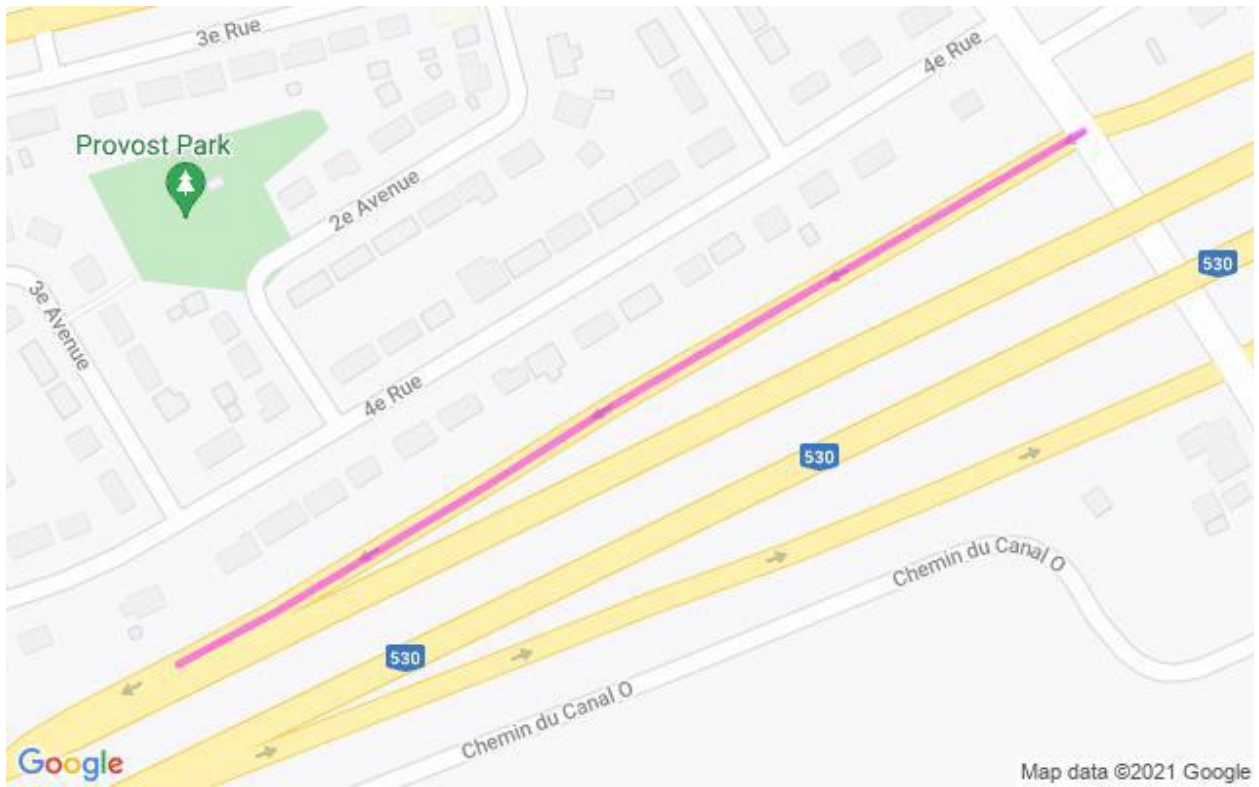 3e Rue
4e Rue
Provost Park
2e Avenue
530
3e Avenue
4e Rue
530
Chemin du Canal O
530
Chemin du Canal O
Google
Map data ©2021 Google